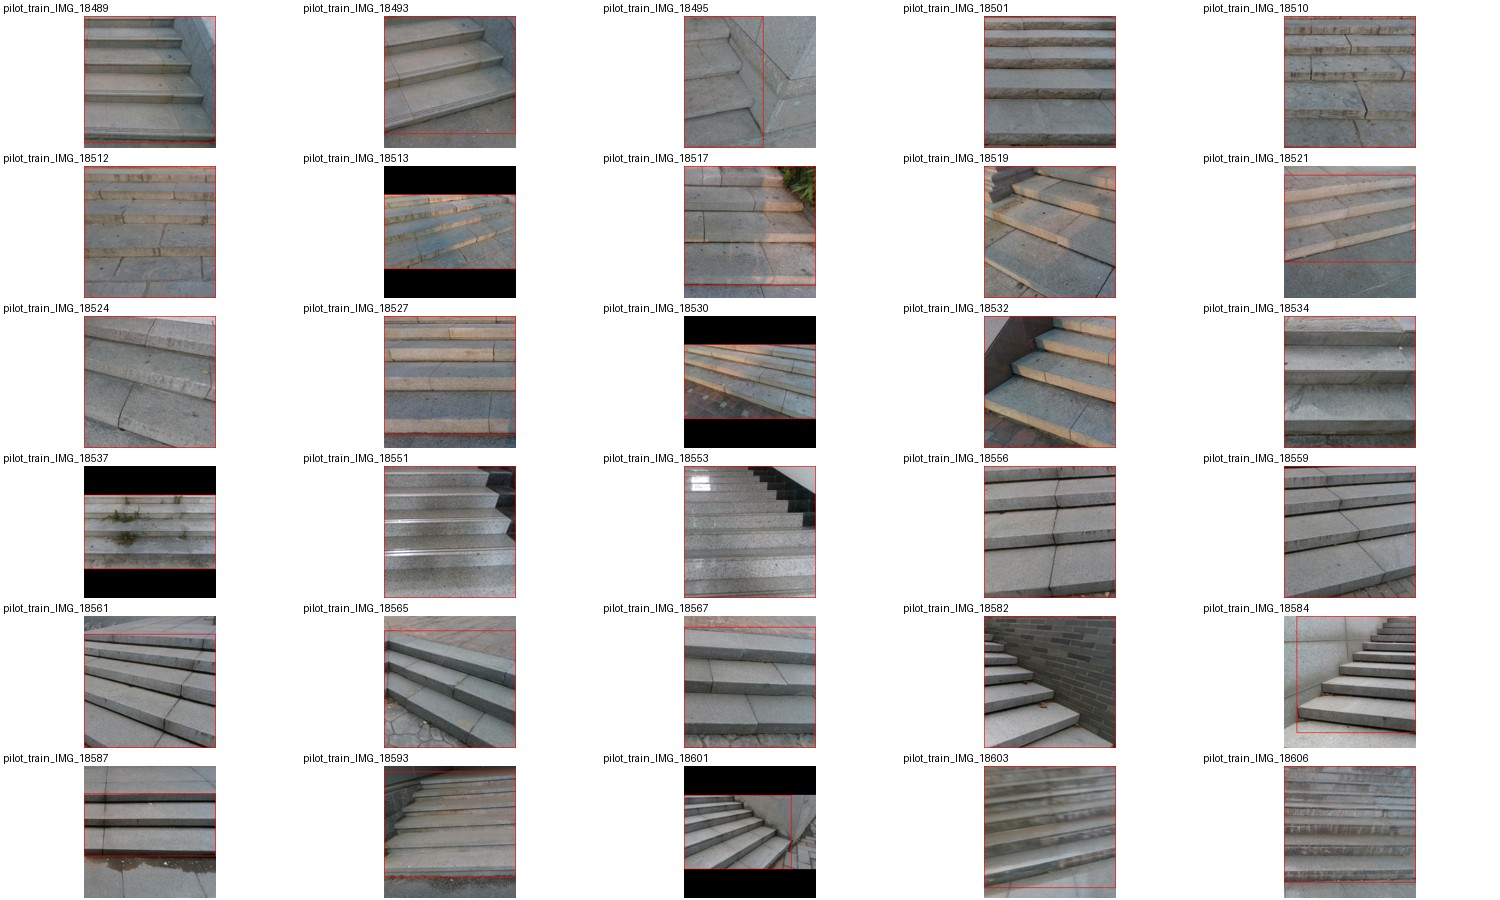 pilot_train_IMG_18489
pilot_train_IMG_18493
pilot_train_IMG_18495
pilot_train_IMG_18501
pilot_train_IMG_18510
pilot_train_IMG_18512
pilot_train_IMG_18513
pilot_train_IMG_18517
pilot_train_IMG_18519
pilot_train_IMG_18521
pilot_train_IMG_18524
pilot_train_IMG_18527
pilot_train_IMG_18530
pilot_train_IMG_18532
pilot_train_IMG_18534
pilot_train_IMG_18537
pilot_train_IMG_18551
pilot_train_IMG_18553
pilot_train_IMG_18556
pilot_train_IMG_18559
pilot_train_IMG_18561
pilot_train_IMG_18565
pilot_train_IMG_18567
pilot_train_IMG_18582
pilot_train_IMG_18584
pilot_train_IMG_18587
pilot_train_IMG_18593
pilot_train_IMG_18601
pilot_train_IMG_18603
pilot_train_IMG_18606